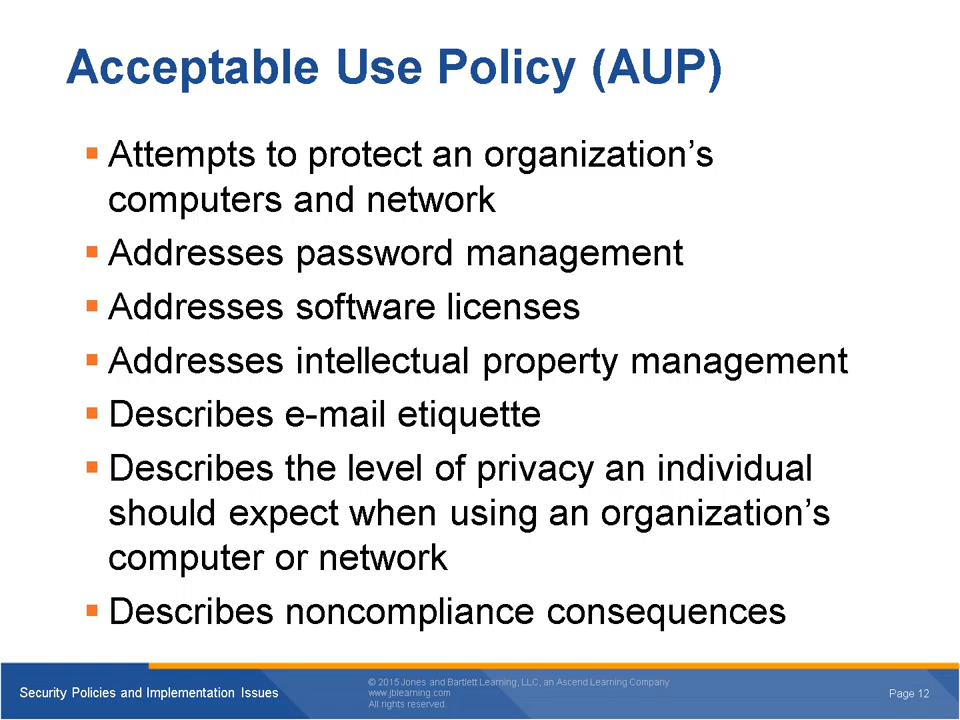 Acceptable Use Policy (AUP)
Attempts to protect an organization’s
computers and network
Addresses password management
Addresses software licenses
Addresses intellectual property management
Describes e-mail etiquette
Describes the level of privacy an individual
should expect when using an organization’s
computer or network
Describes noncompliance consequences
Security Policies and Implementation Issues
© 2015 Jones and Bartlett Learning, LLC, an Ascend Learning Company
www.jblearning.com
All rights reserved.
Page 12